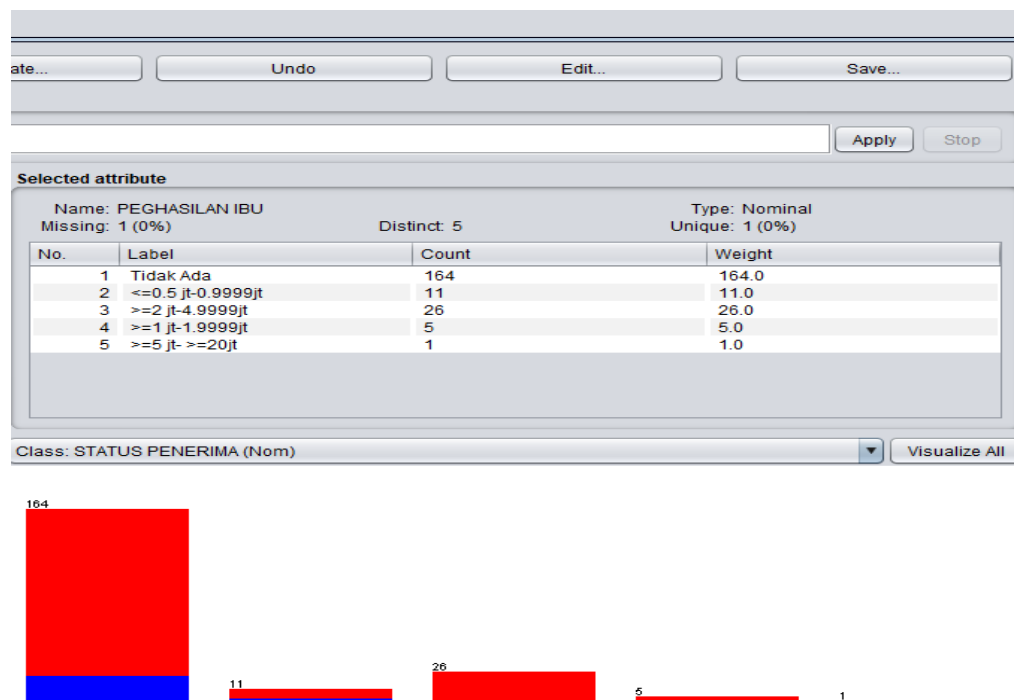 ate... Undo Edit... Save...
Apply Stop
Selected attribute
Name: PEGHASILAN IBU Type: Nominal
Missing: 1 (0%) Distinct: 5 Unique: 1 (0%)
No. Label Count Weight
1 Tidak Ada 164 164.0
2 <=0.5 jt-0.9999jt 11 11.0
3 >=2 jt-4.9999jt 26 26.0
4 >=1 jt-1.9999jt 5 5.0
5 >=5 jt- >=20jt 1 1.0
Class: STATUS PENERIMA (Nom) Visualize All
164
11
26
5
1